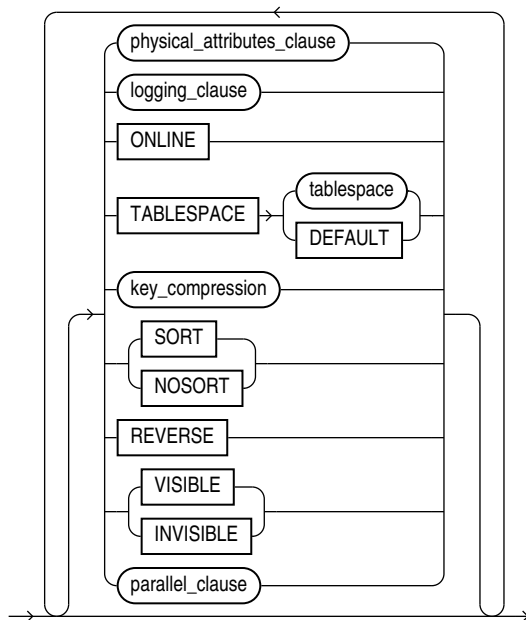 physical_attributes_clause
logging_clause
ONLINE
TABLESPACE
tablespace
DEFAULT
key_compression
SORT
NOSORT
REVERSE
VISIBLE
INVISIBLE
parallel_clause